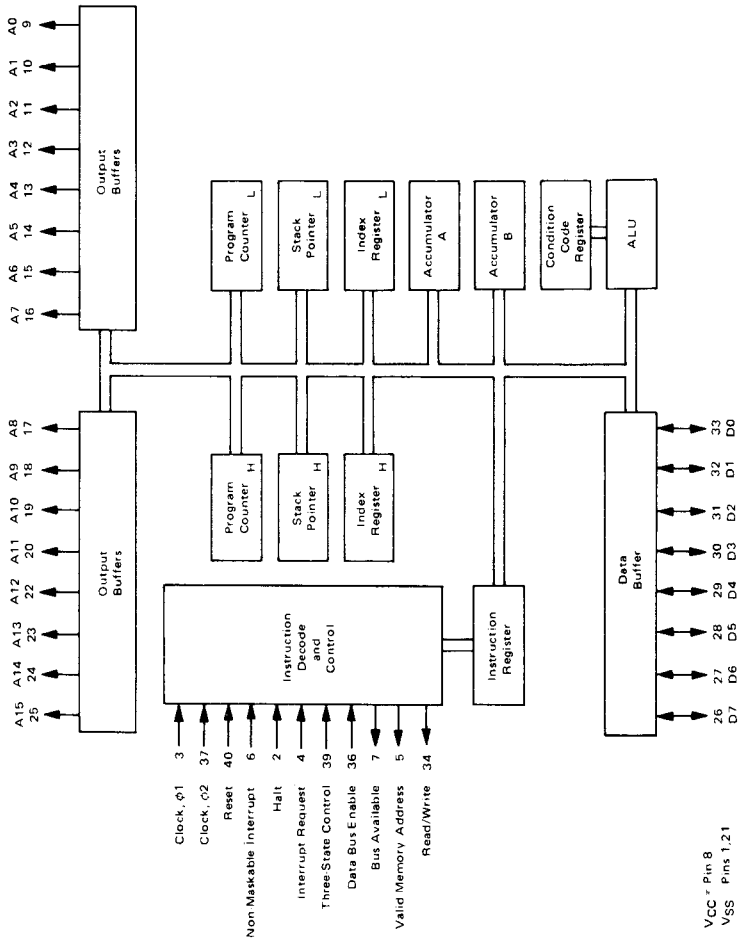 A15 A14 A13 A12 A11 A10 A9 A8 A7 A6 A5 A4 A3 A2 A1 A0
25 24 23 22 20 19 18 17 16 15 14 13 12 11 10 9
Output
Buffers
Output
Buffers
Clock, ϕ1 3
Clock, ϕ2 37
Reset 40
Non Maskable Interrupt 6
Halt 2
Interrupt Request 4
Three-State Control 39
Data Bus Enable 36
Bus Available 7
Valid Memory Address 5
Read/Write 34
Instruction
Decode
and
Control
Program
Counter H
Program
Counter L
Stack
Pointer H
Stack
Pointer L
Index
Register H
Index
Register L
Accumulator
A
Instruction
Register
Accumulator
B
Condition
Code
Register
ALU
Data
Buffer
26 27 28 29 30 31 32 33
D7 D6 D5 D4 D3 D2 D1 D0
VCC = Pin 8
VSS Pins 1,21